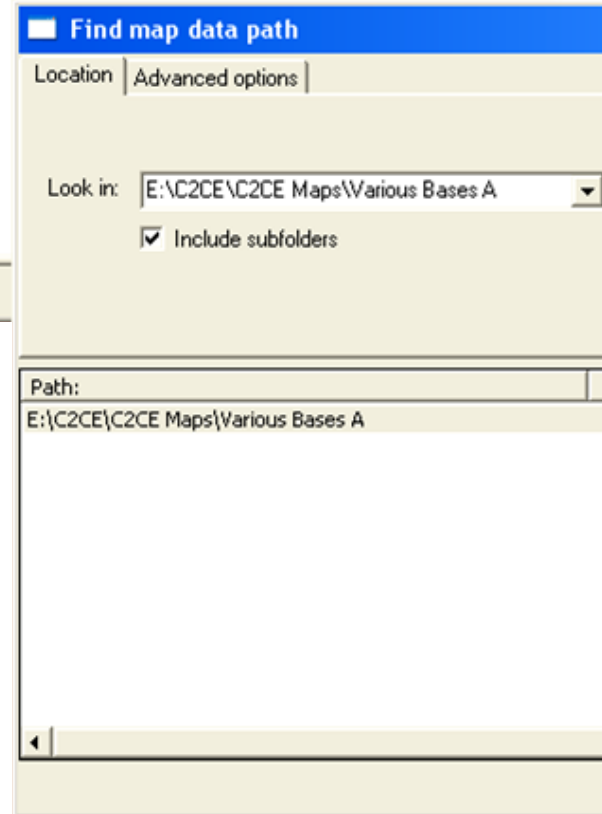 Find map data path
Location Advanced options
Look in: E:\C2CE\C2CE Maps\Various Bases A
Include subfolders
Path:
E:\C2CE\C2CE Maps\Various Bases A